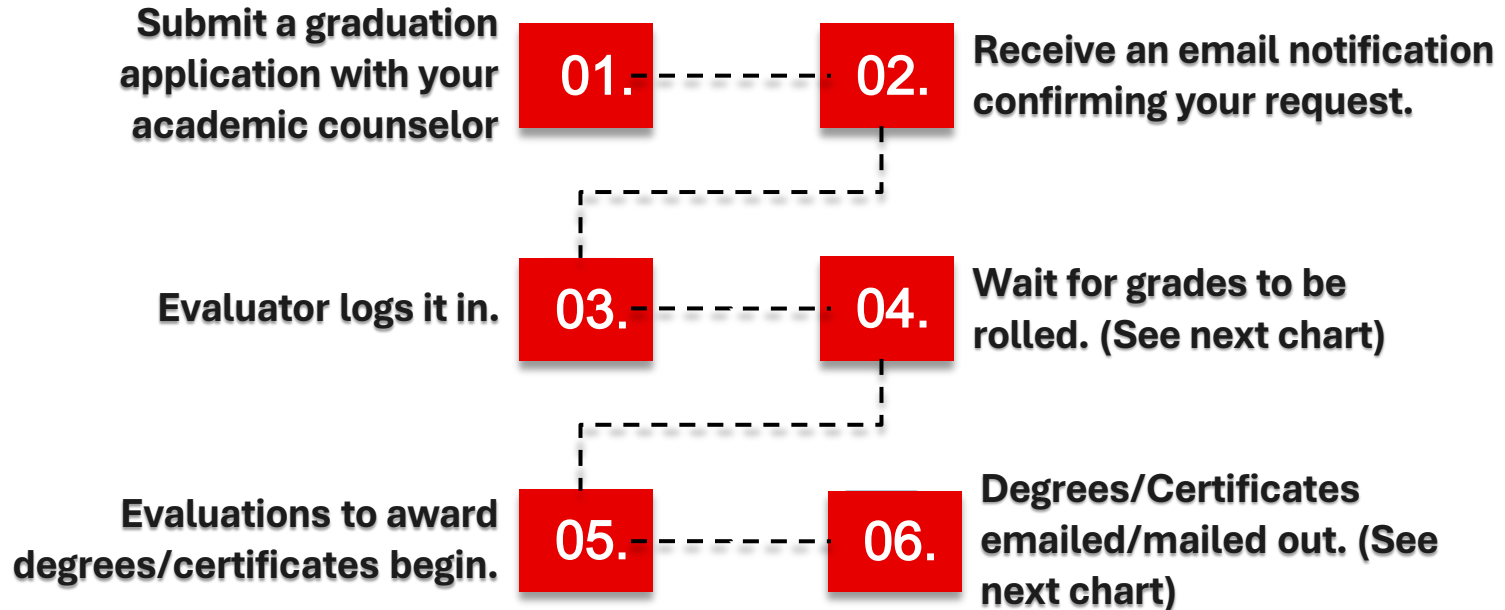 Submit a graduation
application with your
academic counselor
01.
02.
Receive an email notification
confirming your request.
Evaluator logs it in.
03.
04.
Wait for grades to be
rolled. (See next chart)
Evaluations to award
degrees/certificates begin.
05.
06.
Degrees/Certificates
emailed/mailed out. (See
next chart)